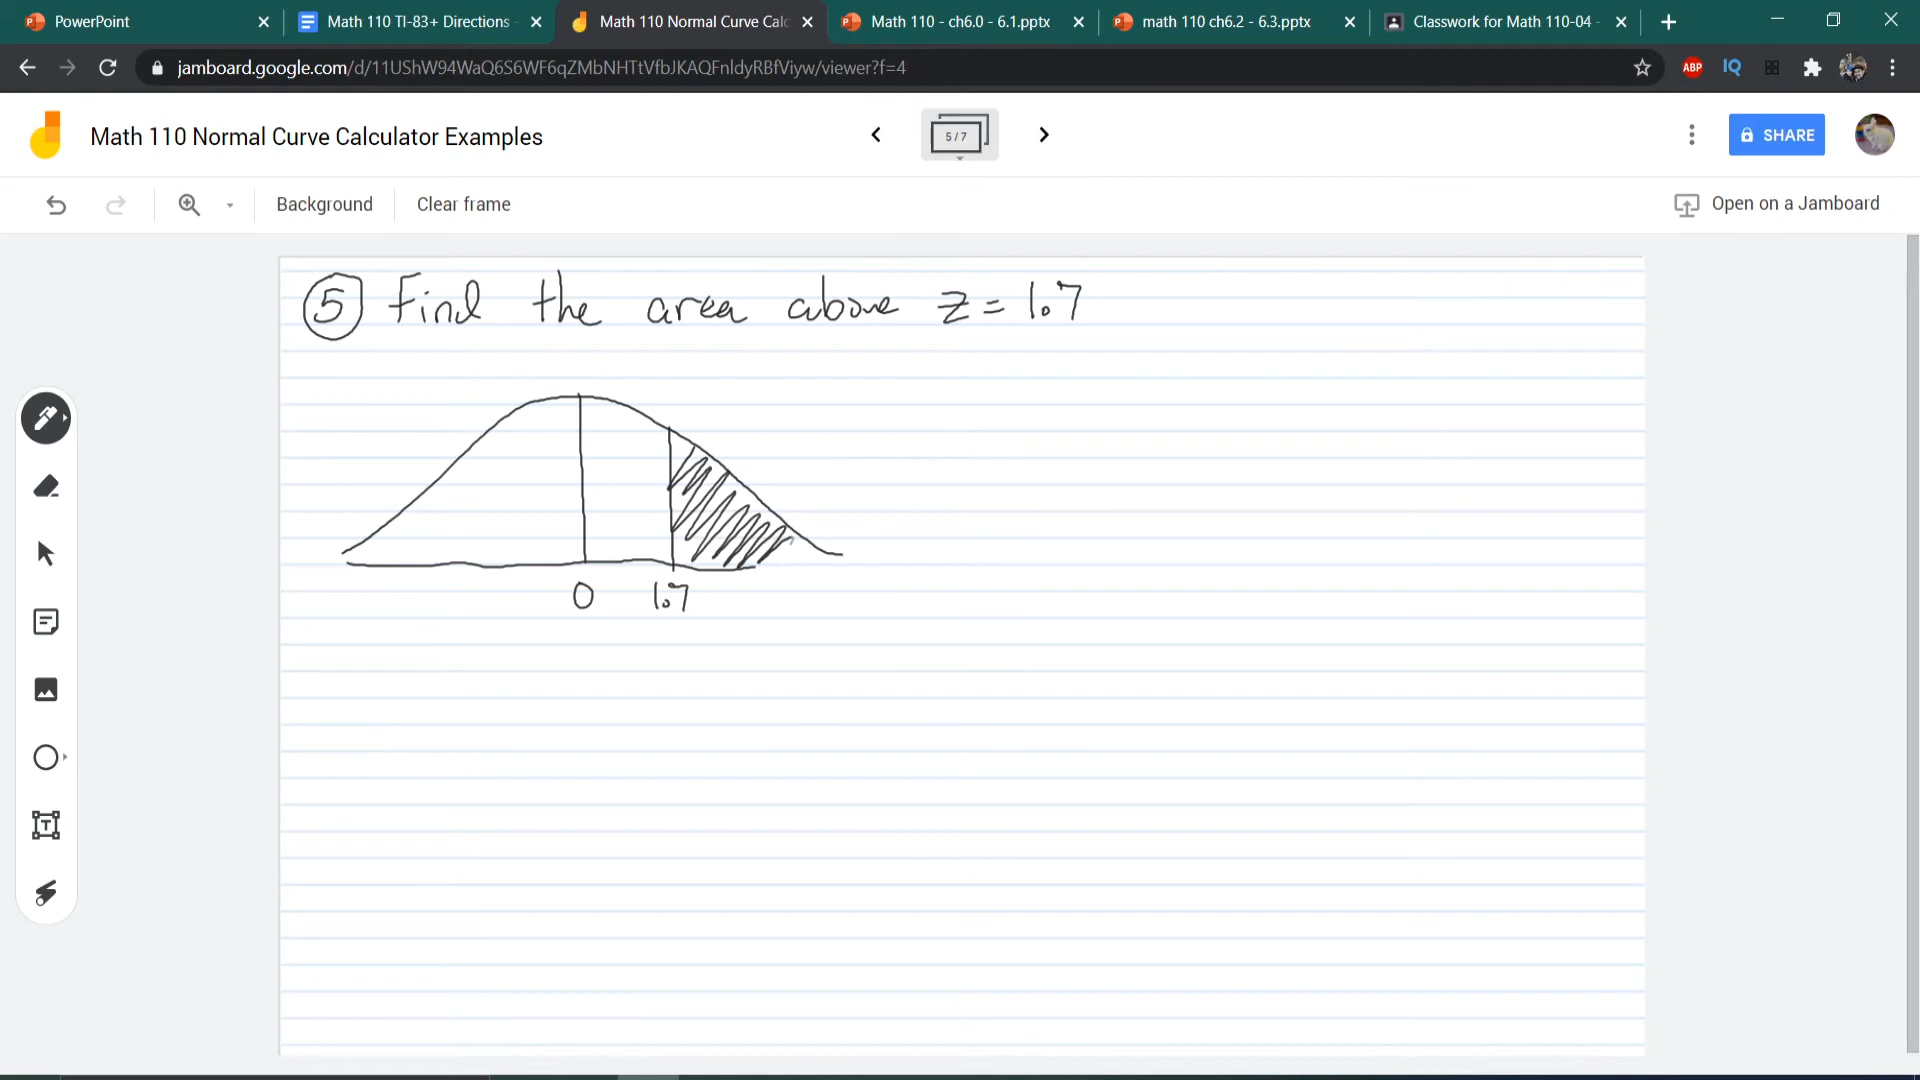 PowerPoint
Math 110 TI-83+ Directions -
Math 110 Normal Curve Calc
Math 110 - ch6.0 - 6.1.pptx
math 110 ch6.2 - 6.3.pptx
Classwork for Math 110-04 -
jamboard.google.com/d/11UShW94WaQ6S6WF6qZMbNHTtVfbJKAQFnldyRBfViyw/viewer?f=4
ABP
IQ
Math 110 Normal Curve Calculator Examples
5 / 7
SHARE
Background
Clear frame
Open on a Jamboard
5 Find the area above z = 1.7
0 1.7
T